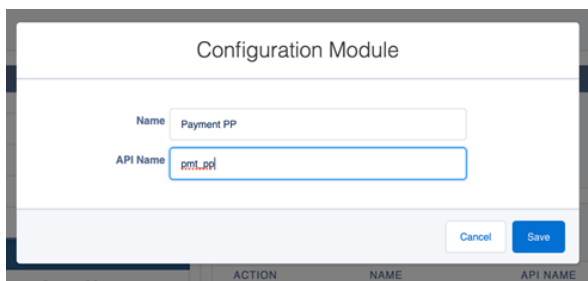 Configuration Module
Name Payment PP
API Name pmt_pp
Cancel Save
ACTION NAME API NAME